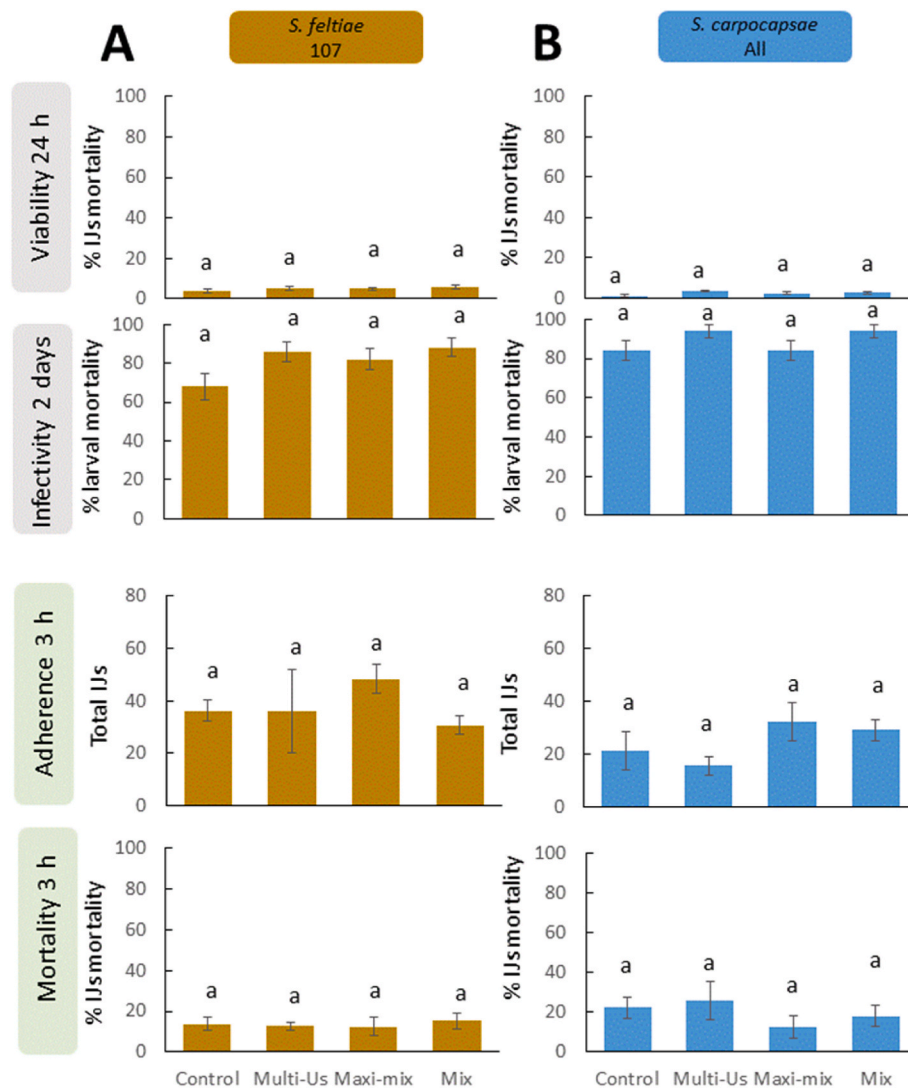 A
S. feltiae
107
B
S. carpocapsae
All
Viability 24 h
% IJs mortality
100
80
60
40
20
0
a a a a
% IJs mortality
100
80
60
40
20
0
a a a a
Infectivity 2 days
% larval mortality
100
80
60
40
20
0
a a a a
% larval mortality
100
80
60
40
20
0
a a a a
Adherence 3 h
Total IJs
80
60
40
20
0
a a a a
Total IJs
80
60
40
20
0
a a a a
Mortality 3 h
% IJs mortality
100
80
60
40
20
0
a a a a
Control Multi-Us Maxi-mix Mix
% IJs mortality
100
80
60
40
20
0
a a a a
Control Multi-Us Maxi-mix Mix